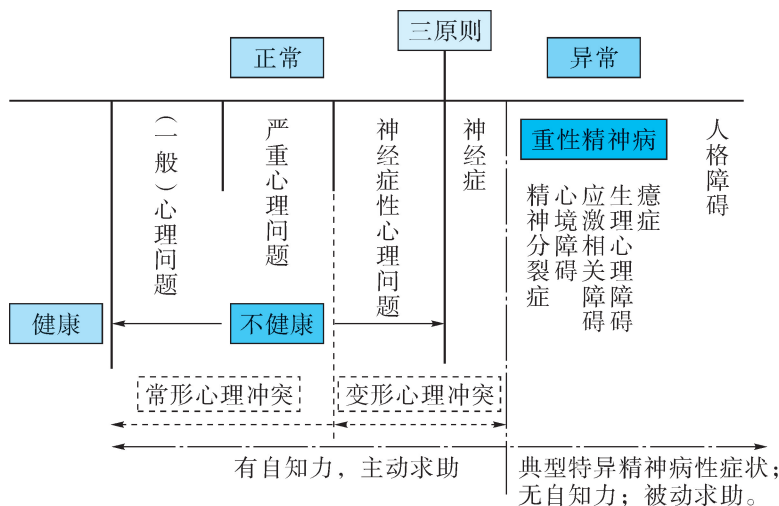 三原则
正常
异常
(一般)心理问题
严重心理问题
神经症性心理问题
神经症
重性精神病
精神分裂症
心境障碍
应激相关障碍
生理心理障碍
癔症
人格障碍
健康
不健康
常形心理冲突
变形心理冲突
有自知力，主动求助
典型特异精神病性症状；
无自知力；被动求助。